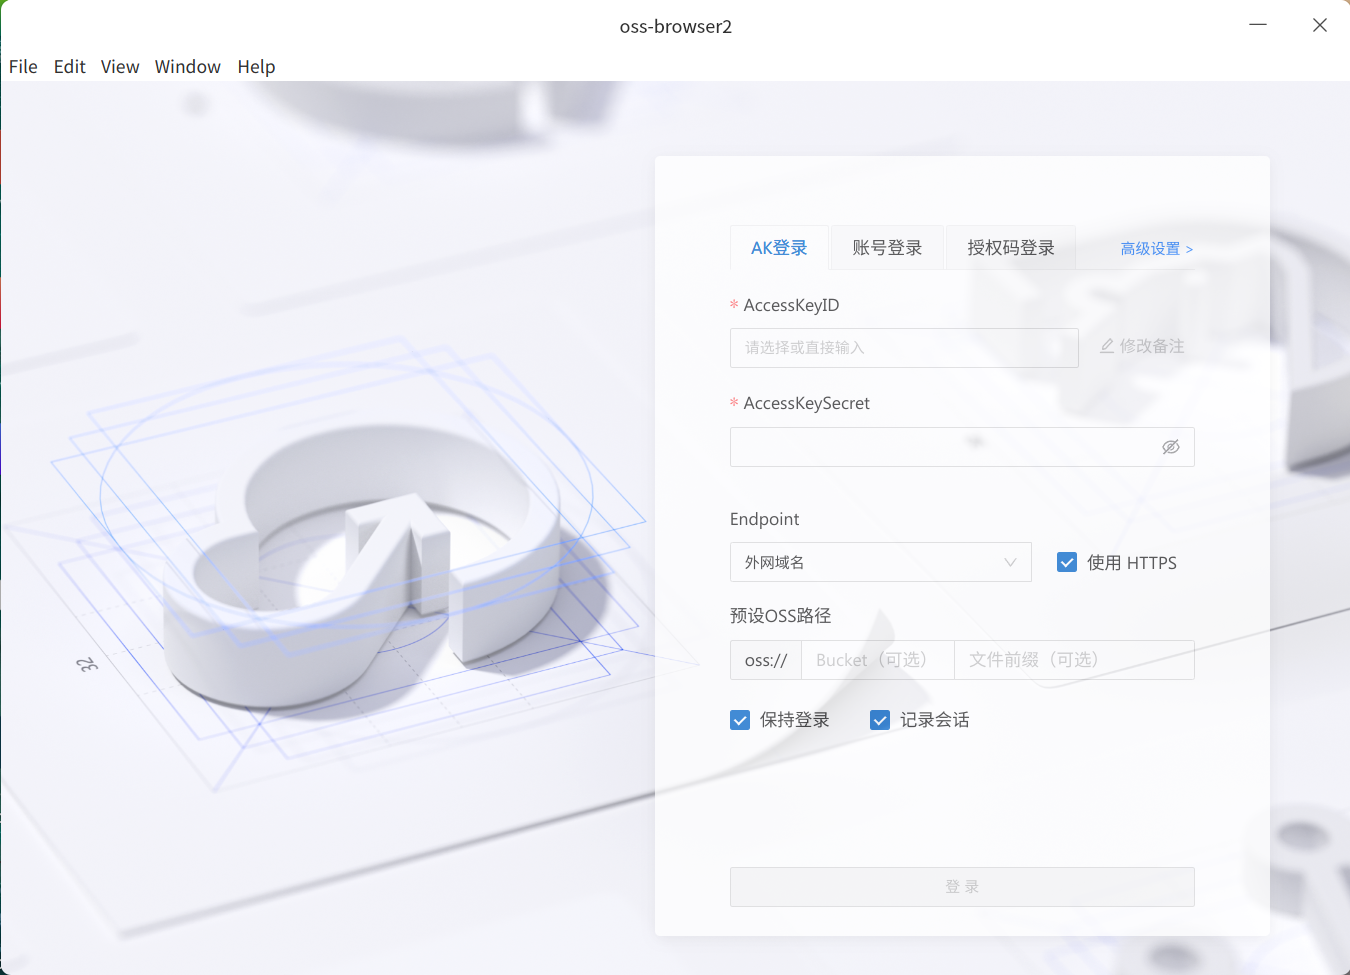 oss-browser2
File Edit View Window Help
AK登录 账号登录 授权码登录 高级设置 >
* AccessKeyID
请选择或直接输入 修改备注
* AccessKeySecret
Endpoint
外网域名 使用 HTTPS
预设OSS路径
oss:// Bucket（可选） 文件前缀（可选）
保持登录 记录会话
登 录
32